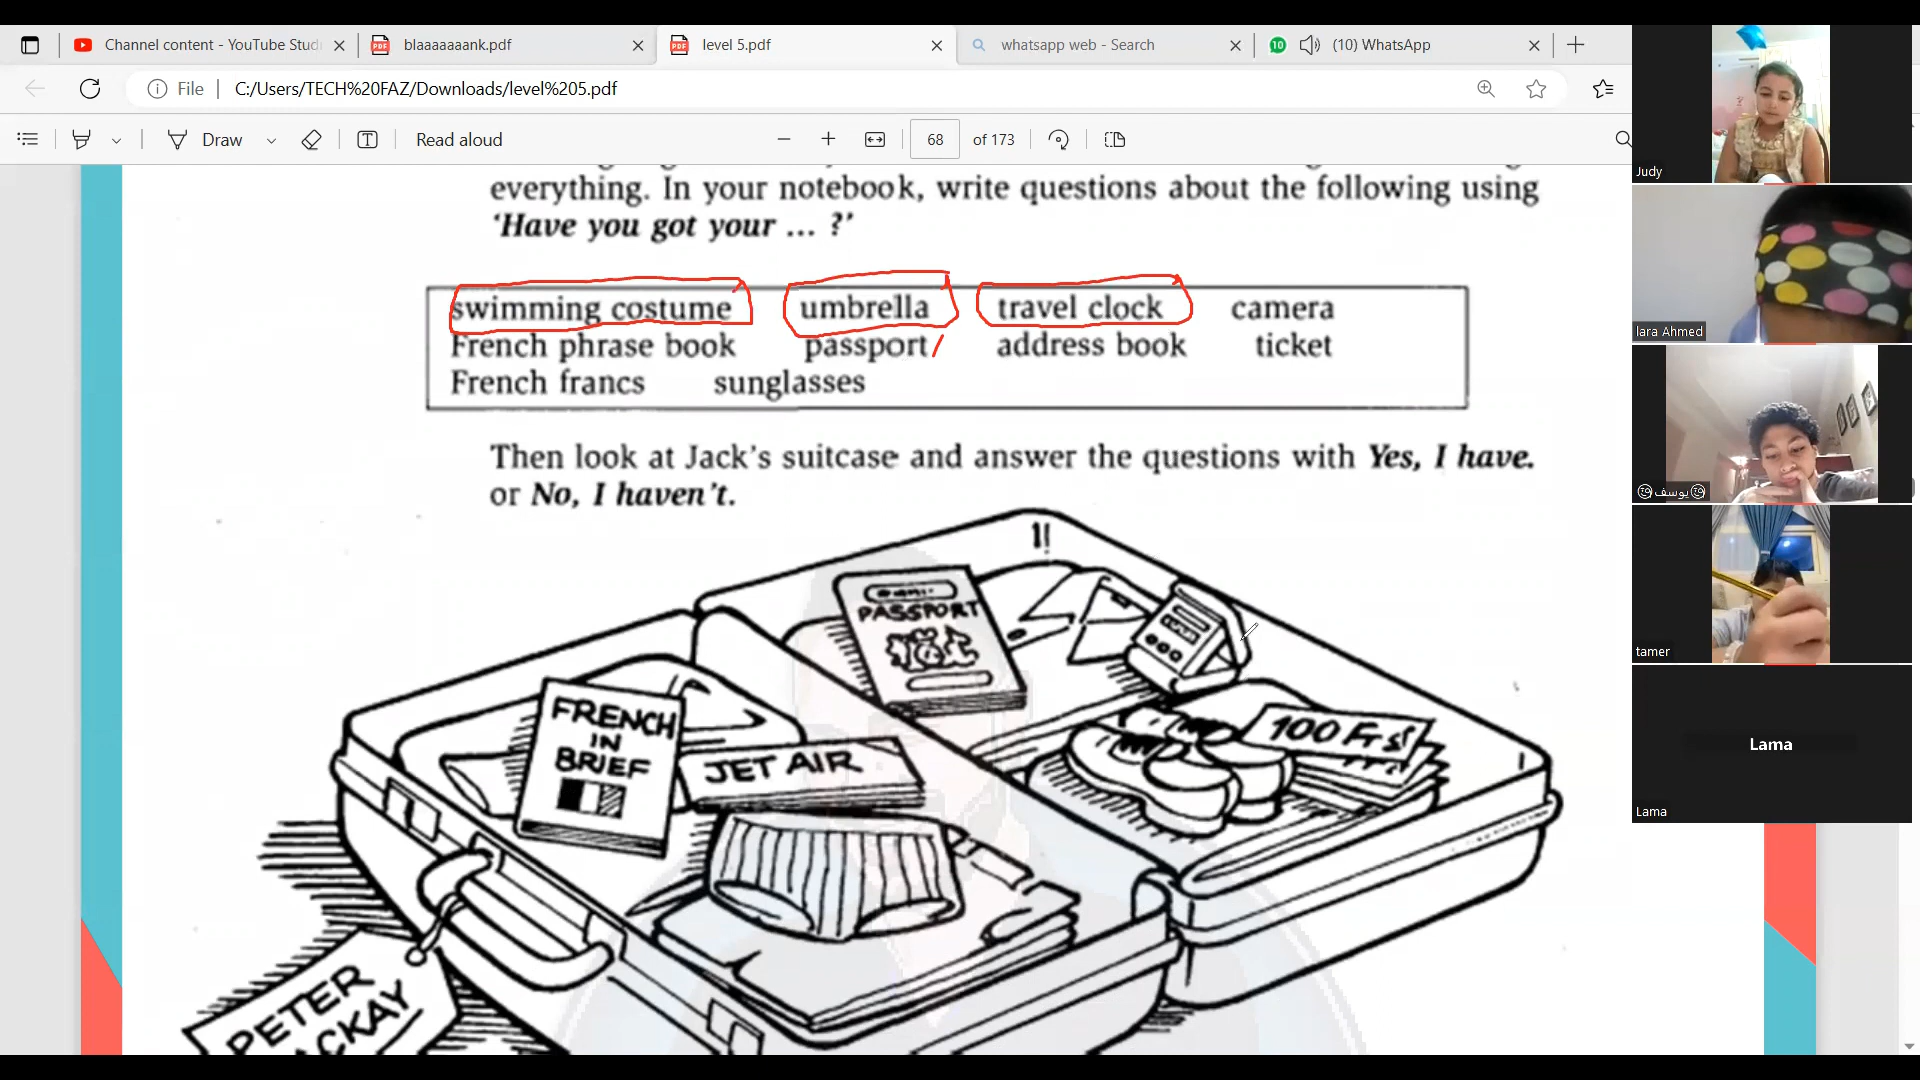 Channel content - YouTube Stud
blaaaaaaank.pdf
level 5.pdf
whatsapp web - Search
10
(10) WhatsApp
File
C:/Users/TECH%20FAZ/Downloads/level%205.pdf
Draw
Read aloud
68
of 173
everything. In your notebook, write questions about the following using
‘Have you got your ... ?’
swimming costume umbrella travel clock camera
French phrase book passport address book ticket
French francs sunglasses
Then look at Jack’s suitcase and answer the questions with Yes, I have.
or No, I haven’t.
PASSPORT
FRENCH
IN
BRIEF
JET AIR
100 Frs
PETER
Judy
lara Ahmed
يوسف
tamer
Lama
Lama